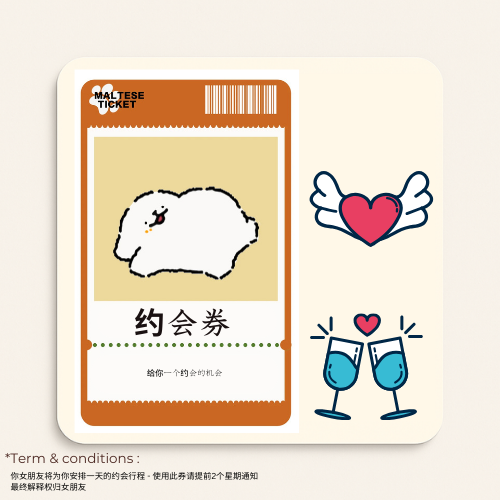 MALTESE
TICKET
约会券
给你一个约会的机会
*Term & conditions :
你女朋友将为你安排一天的约会行程 - 使用此券请提前2个星期通知
最终解释权归女朋友